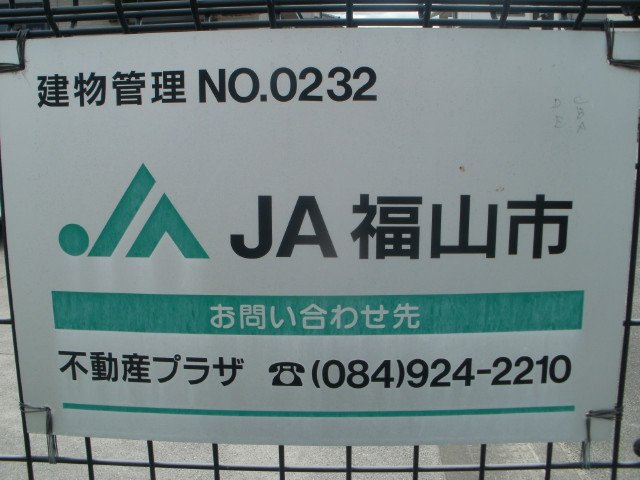 建物管理 NO.0232
JA 福山市
お問い合わせ先
不動産プラザ ☎(084)924-2210